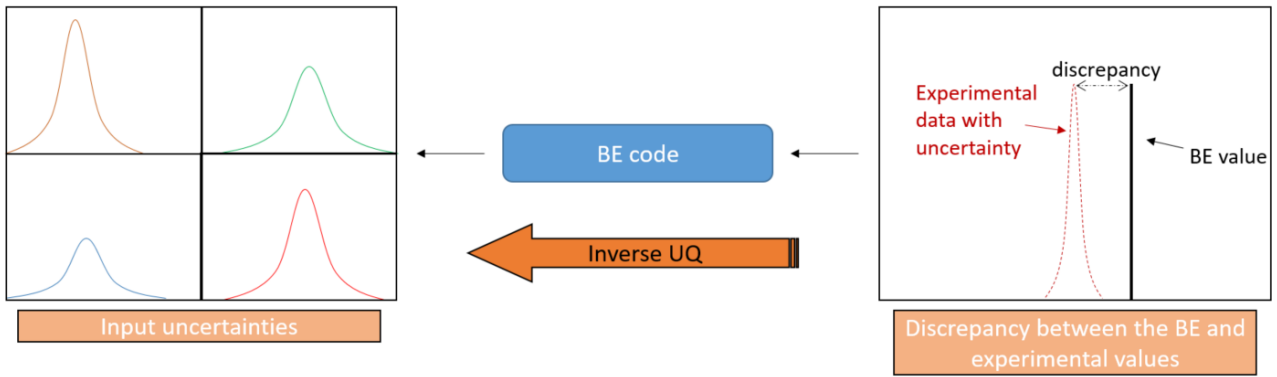 discrepancy
Experimental
data with
uncertainty
BE value
BE code
Inverse UQ
Input uncertainties
Discrepancy between the BE and
experimental values